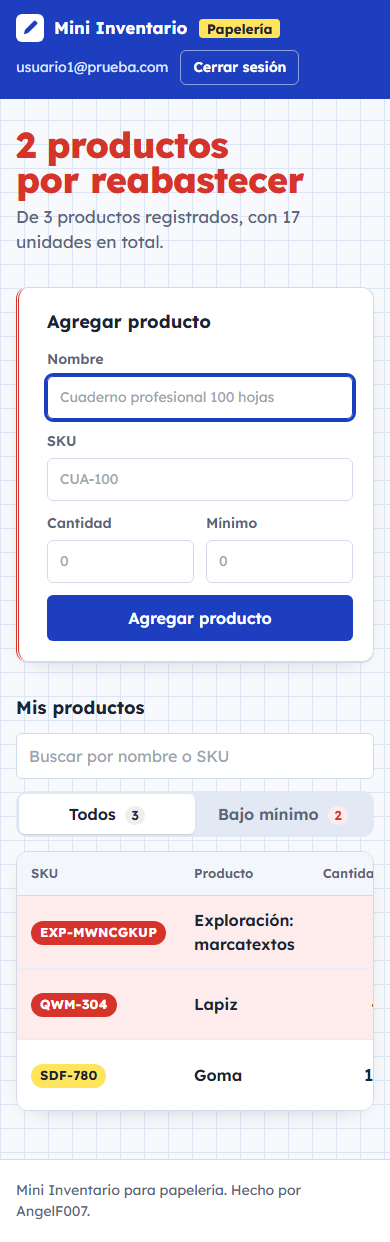 Mini Inventario Papelería
usuario1@prueba.com Cerrar sesión
2 productos
por reabastecer
De 3 productos registrados, con 17
unidades en total.
Agregar producto
Nombre
Cuaderno profesional 100 hojas
SKU
CUA-100
Cantidad Mínimo
0 0
Agregar producto
Mis productos
Buscar por nombre o SKU
Todos 3 Bajo mínimo 2
SKU Producto
EXP-MWNCGKUP Exploración:
marcatextos
QWM-304 Lapiz
SDF-780 Goma
Mini Inventario para papelería. Hecho por
AngelF007.